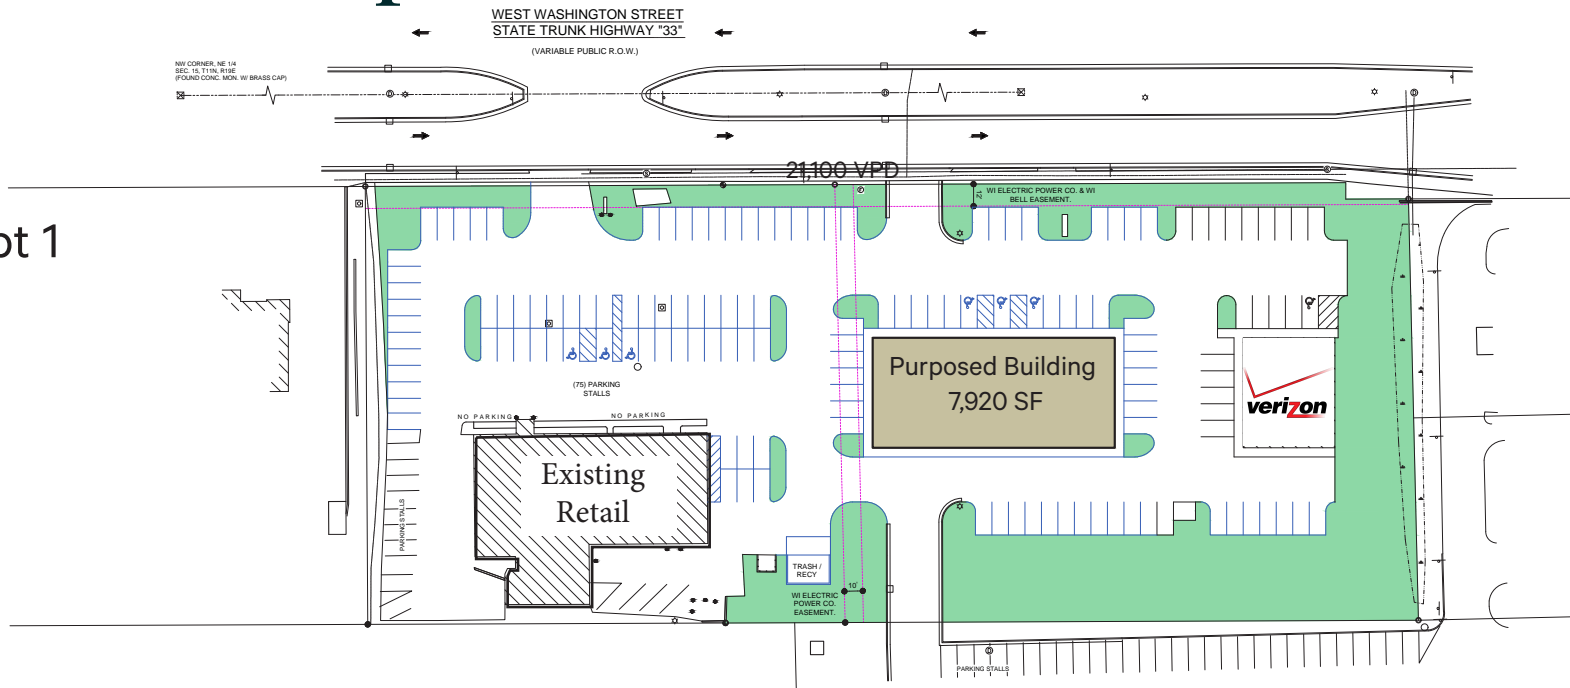 WEST WASHINGTON STREET
STATE TRUNK HIGHWAY "33"
(VARIABLE PUBLIC R.O.W.)
NW CORNER, NE 1/4
SEC. 15, T11N, R19E
(FOUND CONC. MON. W/ BRASS CAP)
21,100 VPD
WI ELECTRIC POWER CO. & WI
BELL EASEMENT.
12'
ot 1
Purposed Building
7,920 SF
verizon
(75) PARKING
STALLS
NO PARKING
NO PARKING
Existing
Retail
PARKING STALLS
TRASH /
RECY
10'
WI ELECTRIC
POWER CO.
EASEMENT.
PARKING STALLS